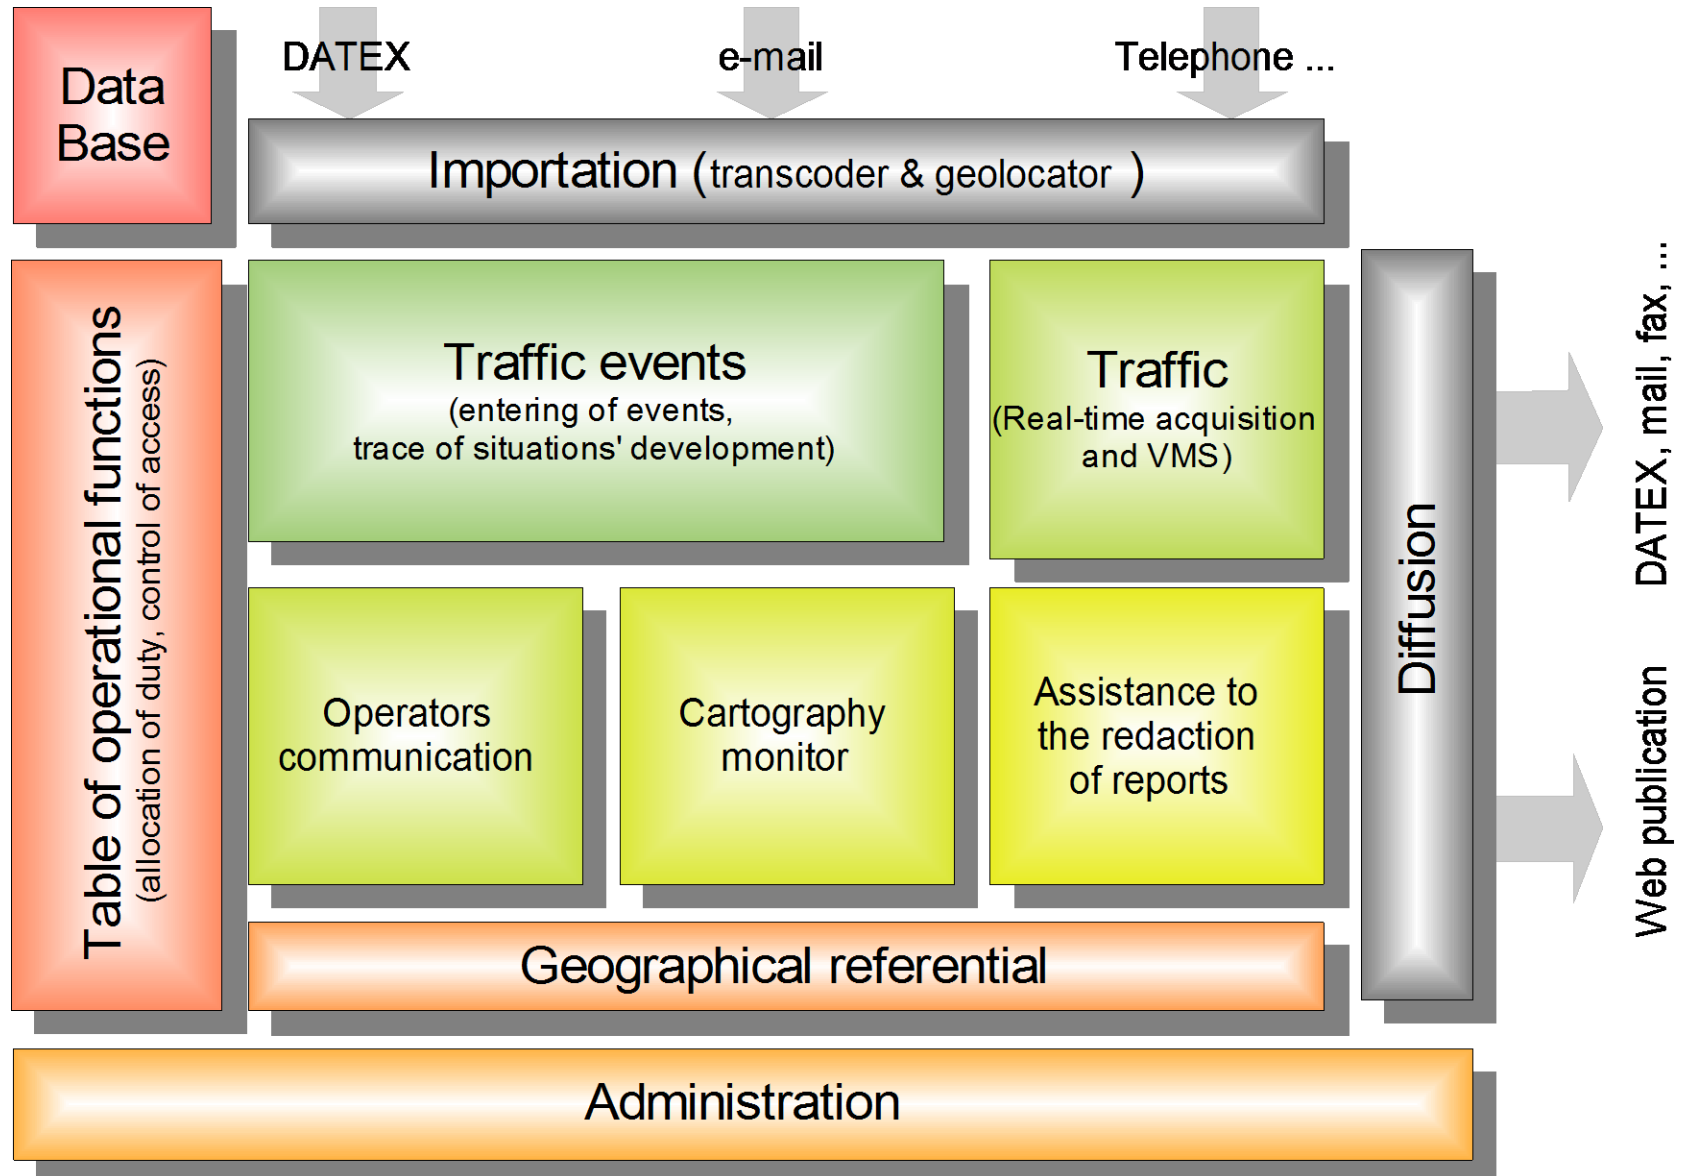 Data
Base
DATEX
e-mail
Telephone ...
Importation (transcoder & geolocator )
Table of operational functions
(allocation of duty, control of access)
Traffic events
(entering of events,
trace of situations' development)
Traffic
(Real-time acquisition
and VMS)
Operators
communication
Cartography
monitor
Assistance to
the redaction
of reports
Geographical referential
Diffusion
DATEX, mail, fax, ...
Web publication
Administration